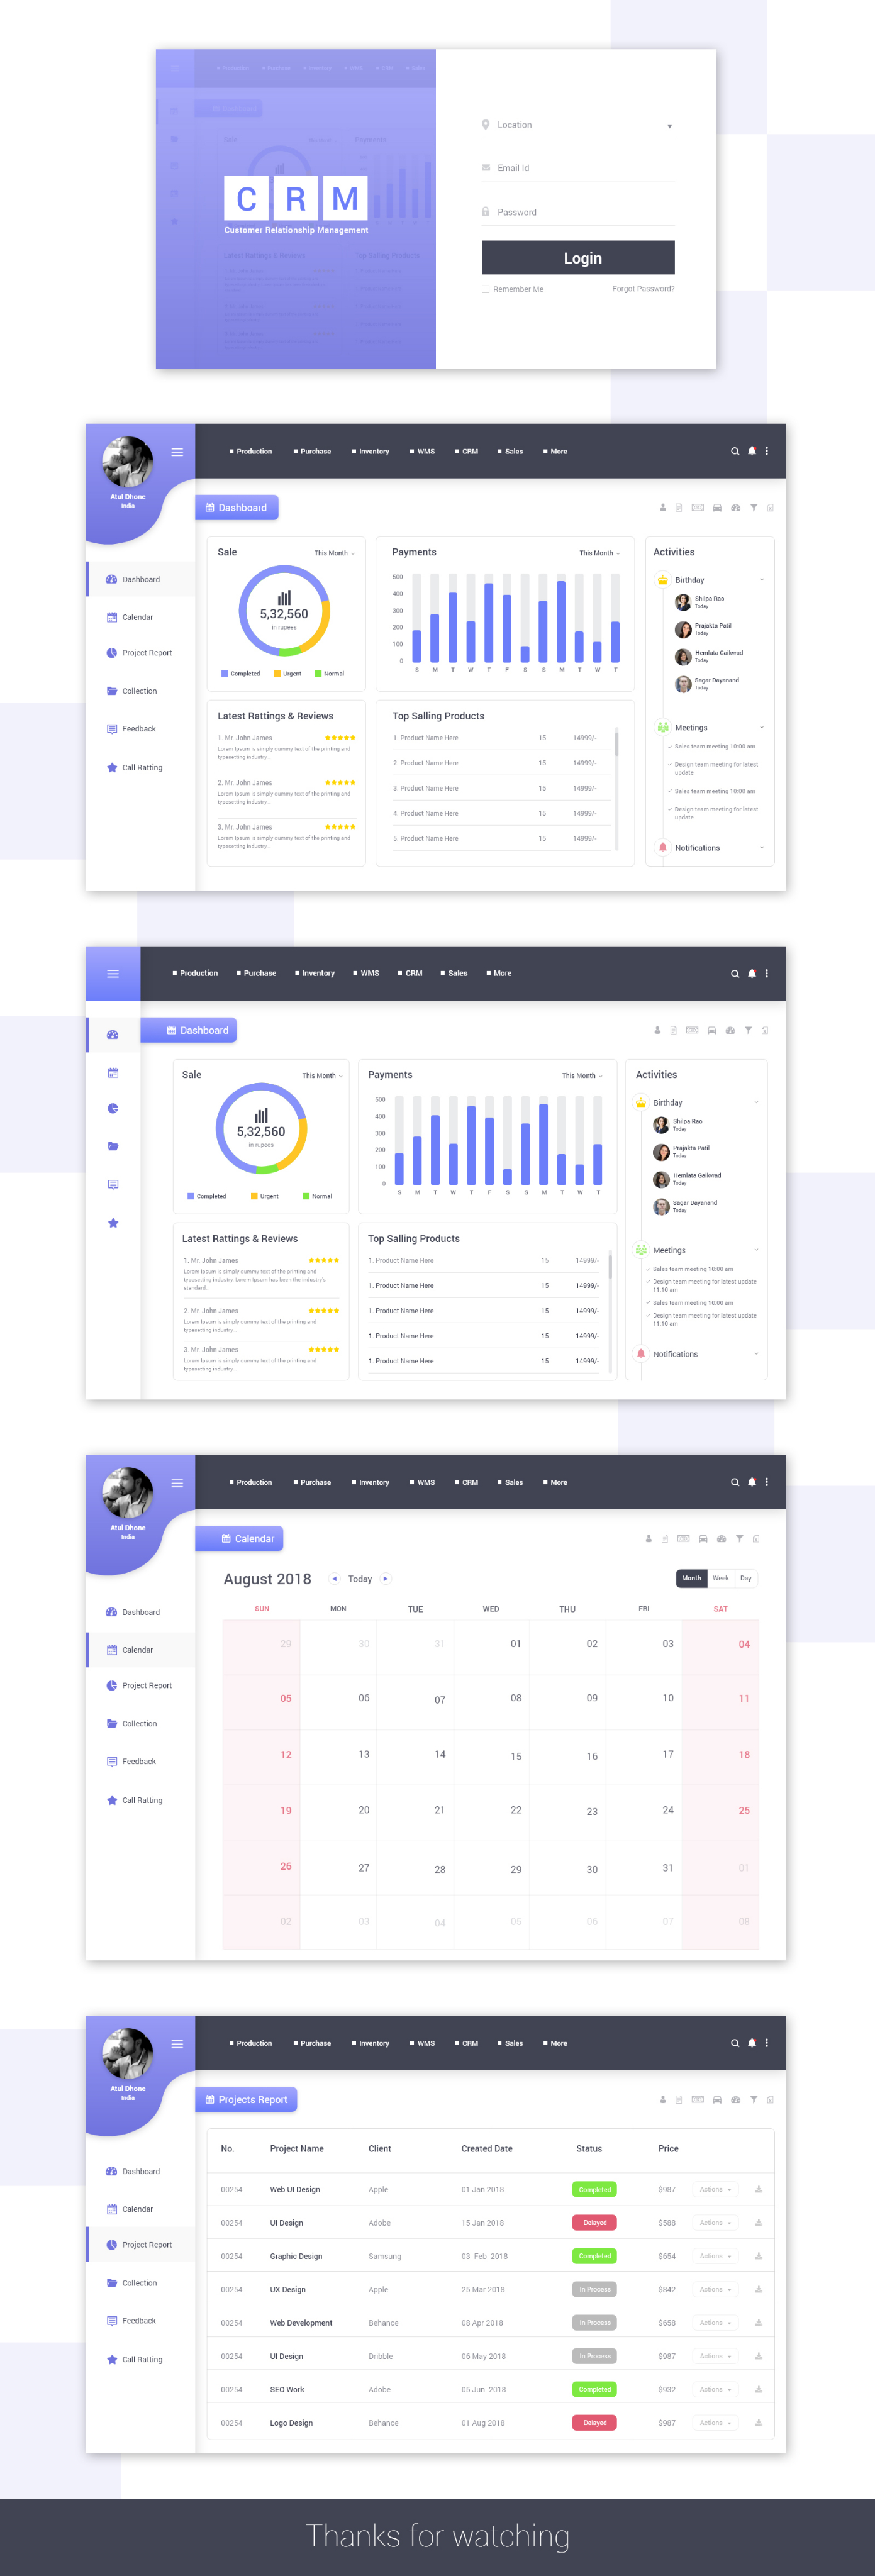 C R M
Customer Relationship Management
Location
Email Id
Password
Login
Remember Me Forgot Password?
Atul Dhone
India
Production Purchase Inventory WMS CRM Sales More
Dashboard
Dashboard
Calendar
Project Report
Collection
Feedback
Call Ratting
Sale This Month
5,32,560
in rupees
Completed Urgent Normal
Payments This Month
500
400
300
200
100
0
S M T W T F S S M T W T
Latest Rattings & Reviews
1. Mr. John James
Lorem Ipsum is simply dummy text of the printing and
typesetting industry...
2. Mr. John James
Lorem Ipsum is simply dummy text of the printing and
typesetting industry...
3. Mr. John James
Lorem Ipsum is simply dummy text of the printing and
typesetting industry...
Top Salling Products
1. Product Name Here 15 14999/-
2. Product Name Here 15 14999/-
3. Product Name Here 15 14999/-
4. Product Name Here 15 14999/-
5. Product Name Here 15 14999/-
Activities
Birthday
Shilpa Rao
Today
Prajakta Patil
Today
Hemlata Gaikwad
Today
Sagar Dayanand
Today
Meetings
Sales team meeting 10:00 am
Design team meeting for latest
update
Sales team meeting 10:00 am
Design team meeting for latest
update
Notifications
Production Purchase Inventory WMS CRM Sales More
Dashboard
Sale This Month
5,32,560
in rupees
Completed Urgent Normal
Payments This Month
500
400
300
200
100
0
S M T W T F S S M T W T
Latest Rattings & Reviews
1. Mr. John James
Lorem Ipsum is simply dummy text of the printing and
typesetting industry. Lorem Ipsum has been the industry's
standard..
2. Mr. John James
Lorem Ipsum is simply dummy text of the printing and
typesetting industry...
3. Mr. John James
Lorem Ipsum is simply dummy text of the printing and
typesetting industry...
Top Salling Products
1. Product Name Here 15 14999/-
1. Product Name Here 15 14999/-
1. Product Name Here 15 14999/-
1. Product Name Here 15 14999/-
1. Product Name Here 15 14999/-
Activities
Birthday
Shilpa Rao
Today
Prajakta Patil
Today
Hemlata Gaikwad
Today
Sagar Dayanand
Today
Meetings
Sales team meeting 10:00 am
Design team meeting for latest update
11:10 am
Sales team meeting 10:00 am
Design team meeting for latest update
11:10 am
Notifications
Atul Dhone
India
Production Purchase Inventory WMS CRM Sales More
Calendar
Dashboard
Calendar
Project Report
Collection
Feedback
Call Ratting
August 2018 Today Month Week Day
SUN MON TUE WED THU FRI SAT
29 30 31 01 02 03 04
05 06 07 08 09 10 11
12 13 14 15 16 17 18
19 20 21 22 23 24 25
26 27 28 29 30 31 01
02 03 04 05 06 07 08
Atul Dhone
India
Production Purchase Inventory WMS CRM Sales More
Projects Report
Dashboard
Calendar
Project Report
Collection
Feedback
Call Ratting
No. Project Name Client Created Date Status Price
00254 Web UI Design Apple 01 Jan 2018 Completed $987 Actions
00254 UI Design Adobe 15 Jan 2018 Delayed $588 Actions
00254 Graphic Design Samsung 03 Feb 2018 Completed $654 Actions
00254 UX Design Apple 25 Mar 2018 In Process $842 Actions
00254 Web Development Behance 08 Apr 2018 In Process $658 Actions
00254 UI Design Dribble 06 May 2018 In Process $987 Actions
00254 SEO Work Adobe 05 Jun 2018 Completed $932 Actions
00254 Logo Design Behance 01 Aug 2018 Delayed $987 Actions
Thanks for watching